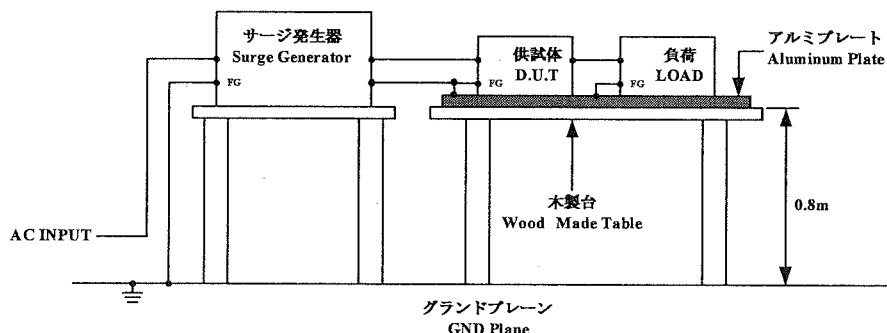 サージ発生器
Surge Generator
FG
供試体
D.U.T
FG
負荷
LOAD
FG
アルミプレート
Aluminum Plate
木製台
Wood Made Table
0.8m
AC INPUT
グランドプレーン
GND Plane